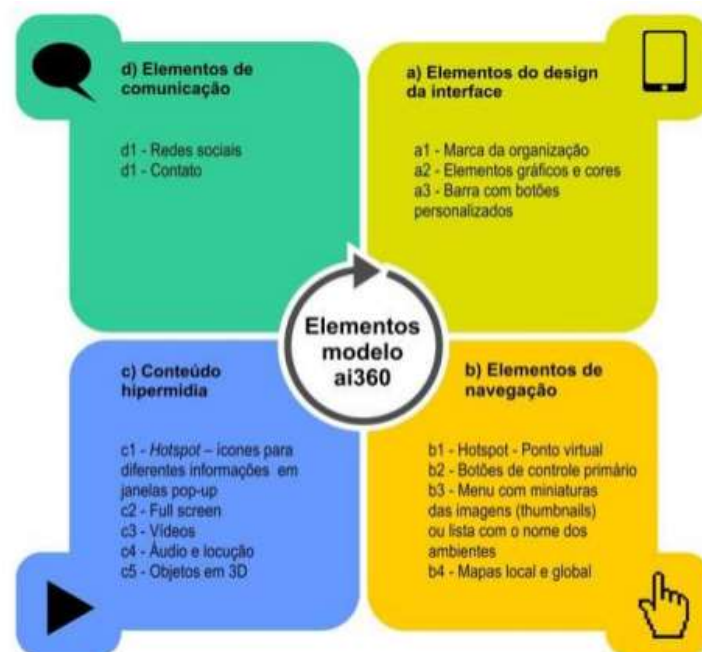 d) Elementos de
comunicação
d1 - Redes sociais
d1 - Contato
a) Elementos do design
da interface
a1 - Marca da organização
a2 - Elementos gráficos e cores
a3 - Barra com botões
personalizados
Elementos
modelo
ai360
c) Conteúdo
hipermidia
c1 - Hotspot – ícones para
diferentes informações em
janelas pop-up
c2 - Full screen
c3 - Vídeos
c4 - Áudio e locução
c5 - Objetos em 3D
b) Elementos de
navegação
b1 - Hotspot - Ponto virtual
b2 - Botões de controle primário
b3 - Menu com miniaturas
das imagens (thumbnails)
ou lista com o nome dos
ambientes
b4 - Mapas local e global